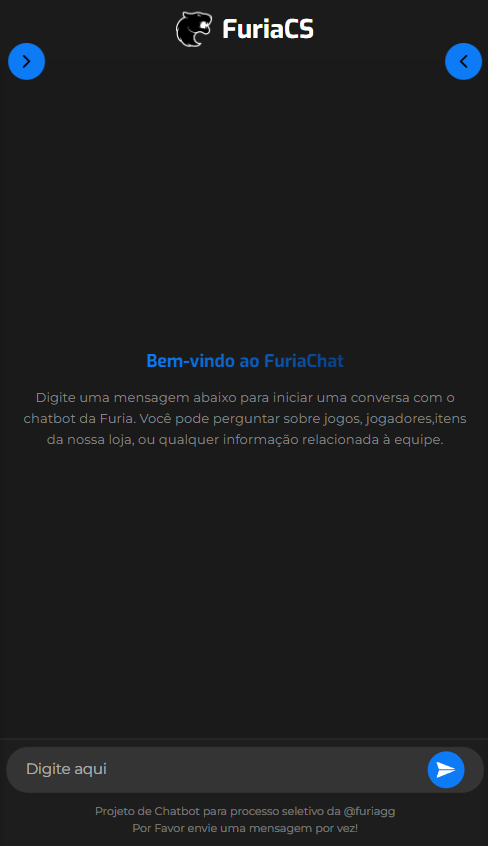 FuriaCS
Bem-vindo ao FuriaChat
Digite uma mensagem abaixo para iniciar uma conversa com o
chatbot da Furia. Você pode perguntar sobre jogos, jogadores,itens
da nossa loja, ou qualquer informação relacionada à equipe.
Digite aqui
Projeto de Chatbot para processo seletivo da @furiagg
Por Favor envie uma mensagem por vez!